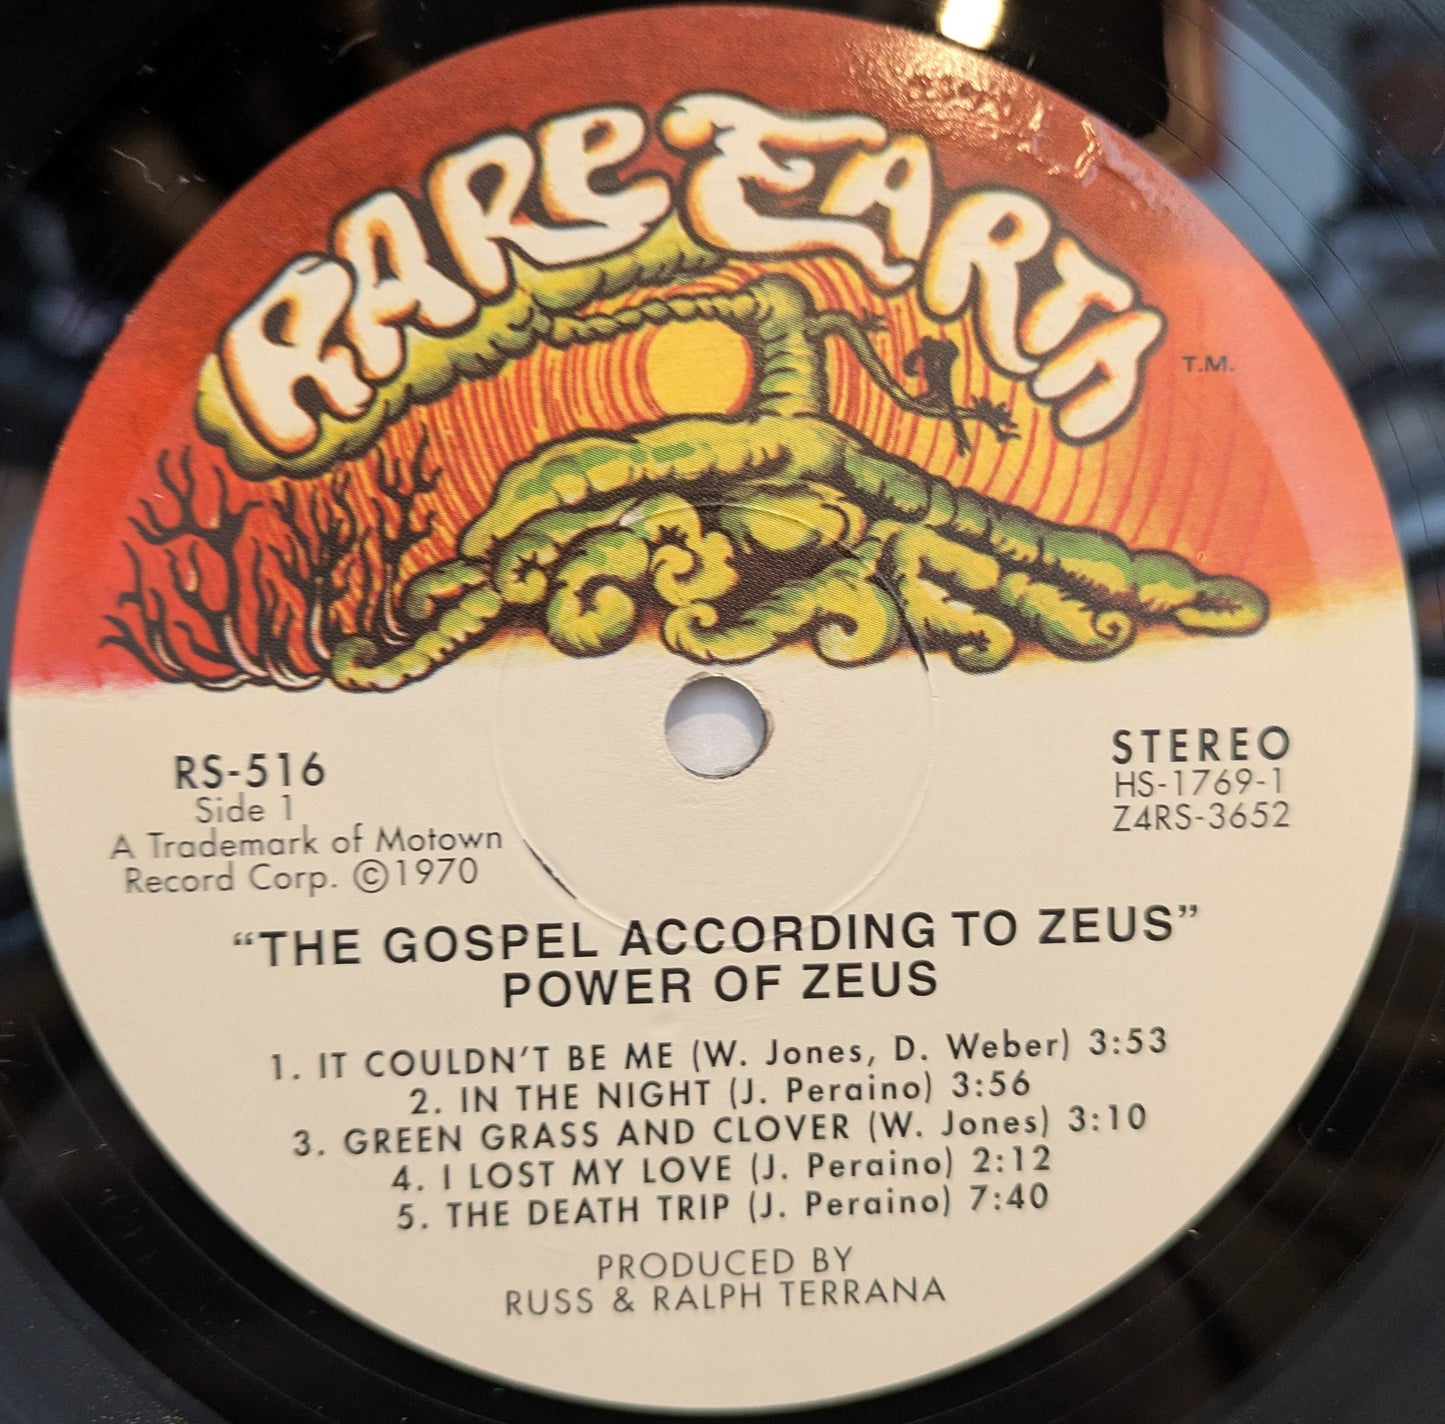 RARE EARTH
T.M.
RS-516
Side 1
A Trademark of Motown
Record Corp. ©1970
STEREO
HS-1769-1
Z4RS-3652
“THE GOSPEL ACCORDING TO ZEUS”
POWER OF ZEUS
1. IT COULDN’T BE ME (W. Jones, D. Weber) 3:53
2. IN THE NIGHT (J. Peraino) 3:56
3. GREEN GRASS AND CLOVER (W. Jones) 3:10
4. I LOST MY LOVE (J. Peraino) 2:12
5. THE DEATH TRIP (J. Peraino) 7:40
PRODUCED BY
RUSS & RALPH TERRANA